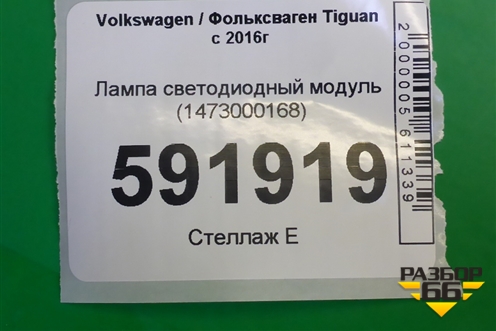 Volkswagen / Фольксваген Tiguan
с 2016г
Лампа светодиодный модуль
(1473000168)
591919
Стеллаж Е
2000005611339
РАЗБОР
66